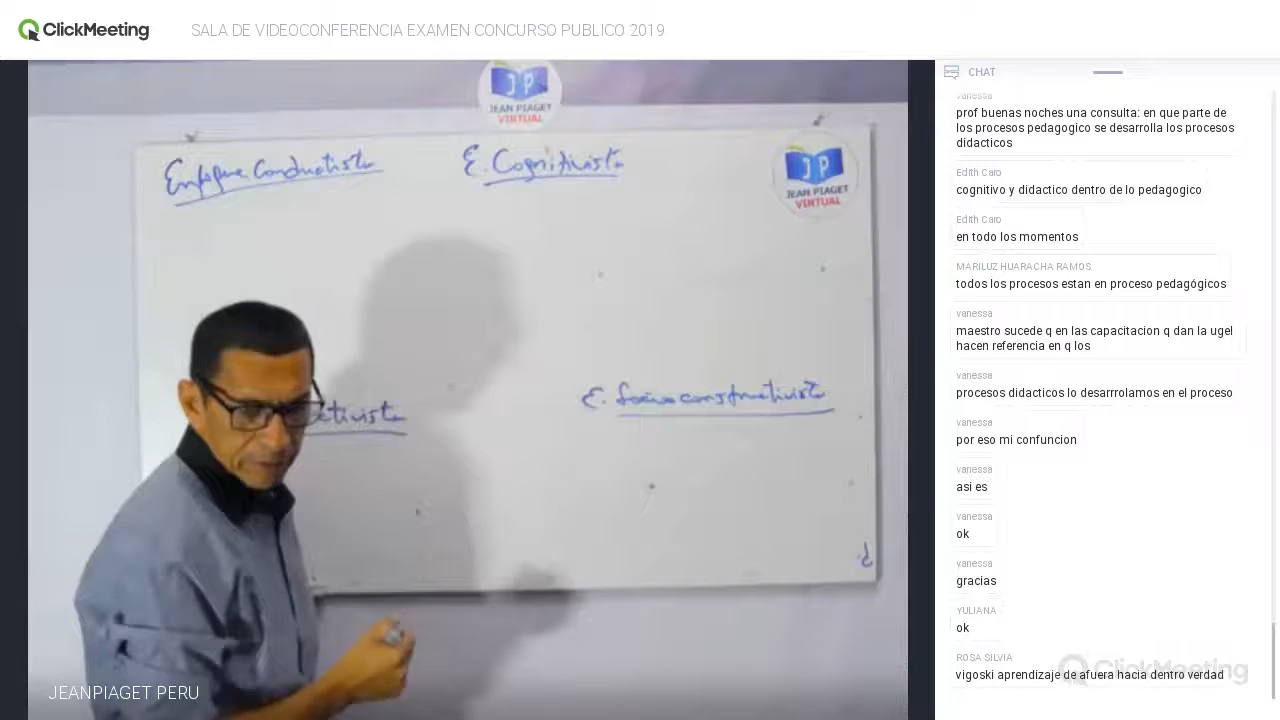 ClickMeeting
SALA DE VIDEOCONFERENCIA EXAMEN CONCURSO PUBLICO 2019
JP
JEAN PIAGET
VIRTUAL
Enfoque Conductista
E. Cognitivista
JP
JEAN PIAGET
VIRTUAL
ctivista
E. Socioconstructivista
JEANPIAGET PERU
CHAT
vanessa
prof buenas noches una consulta: en que parte de
los procesos pedagogico se desarrolla los procesos
didacticos
Edith Caro
cognitivo y didactico dentro de lo pedagogico
Edith Caro
en todo los momentos
MARILUZ HUARACHA RAMOS
todos los procesos estan en proceso pedagógicos
vanessa
maestro sucede q en las capacitacion q dan la ugel
hacen referencia en q los
vanessa
procesos didacticos lo desarrrolamos en el proceso
vanessa
por eso mi confuncion
vanessa
asi es
vanessa
ok
vanessa
gracias
YULIANA
ok
ROSA SILVIA
vigoski aprendizaje de afuera hacia dentro verdad
ClickMeeting